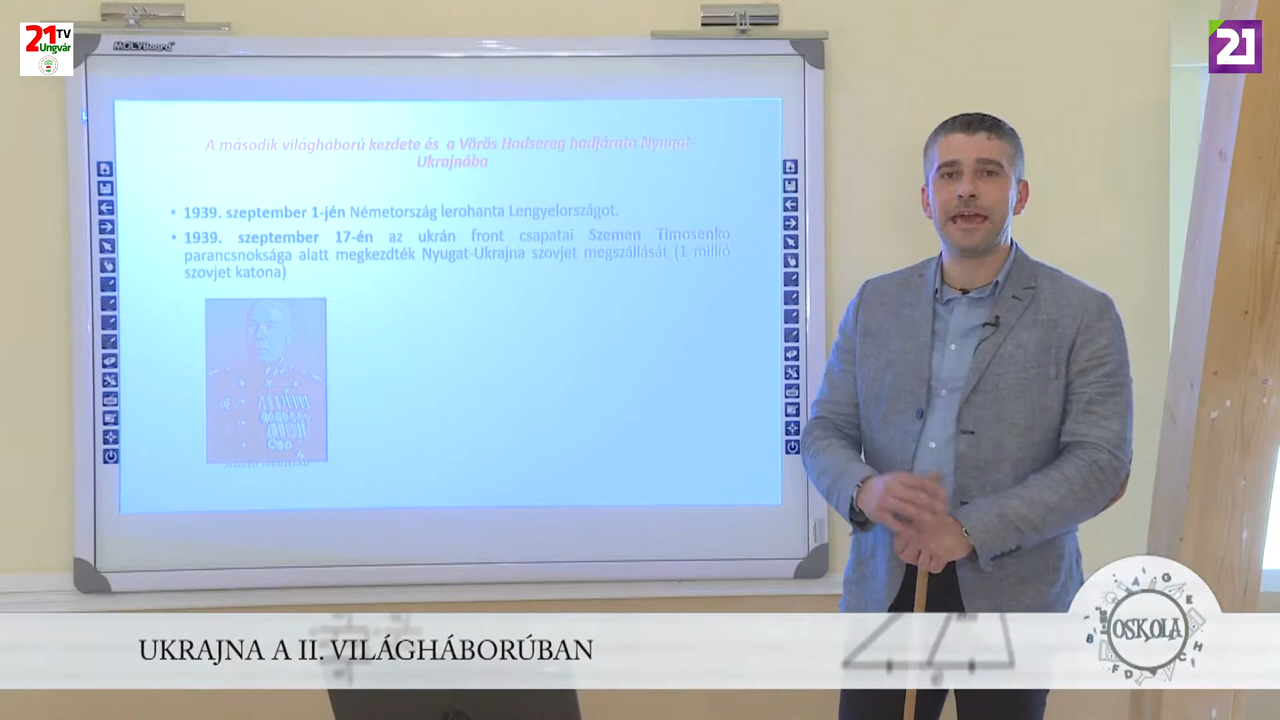 21 TV
Ungvár
21
MOLYBoard
A második világháború kezdete és a Vörös Hadsereg hadjárata Nyugat-
Ukrajnába
• 1939. szeptember 1-jén Németország lerohanta Lengyelországot.
• 1939. szeptember 17-én az ukrán front csapatai Szemen Timosenko
parancsnoksága alatt megkezdték Nyugat-Ukrajna szovjet megszállását (1 millió
szovjet katona)
UKRAJNA A II. VILÁGHÁBORÚBAN
OSKOLA